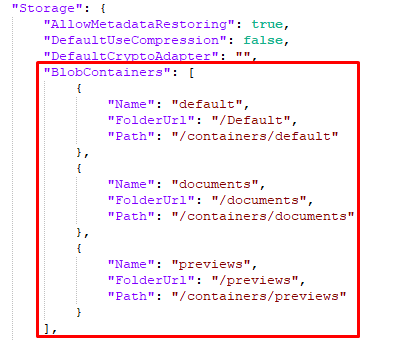 "Storage": {
"AllowMetadataRestoring": true,
"DefaultUseCompression": false,
"DefaultCryptoAdapter": "",
"BlobContainers": [
{
"Name": "default",
"FolderUrl": "/Default",
"Path": "/containers/default"
},
{
"Name": "documents",
"FolderUrl": "/documents",
"Path": "/containers/documents"
},
{
"Name": "previews",
"FolderUrl": "/previews",
"Path": "/containers/previews"
}
],